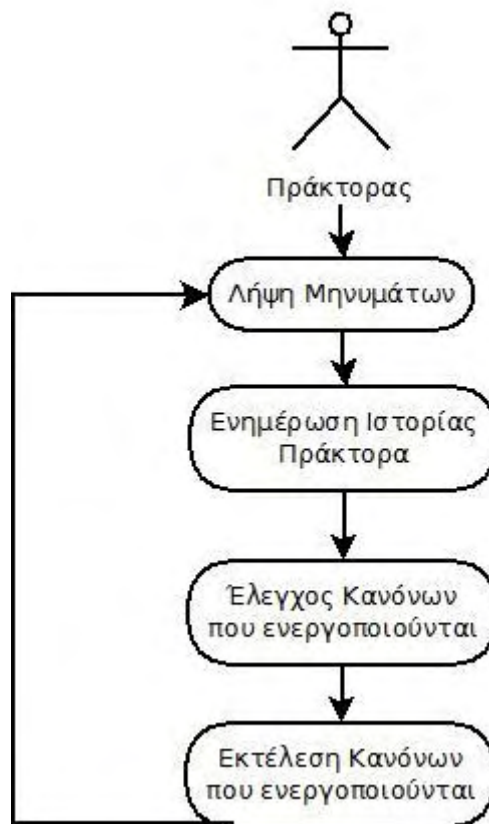 Πράκτορας
Λήψη Μηνυμάτων
Ενημέρωση Ιστορίας
Πράκτορα
Έλεγχος Κανόνων
που ενεργοποιούνται
Εκτέλεση Κανόνων
που ενεργοποιούνται